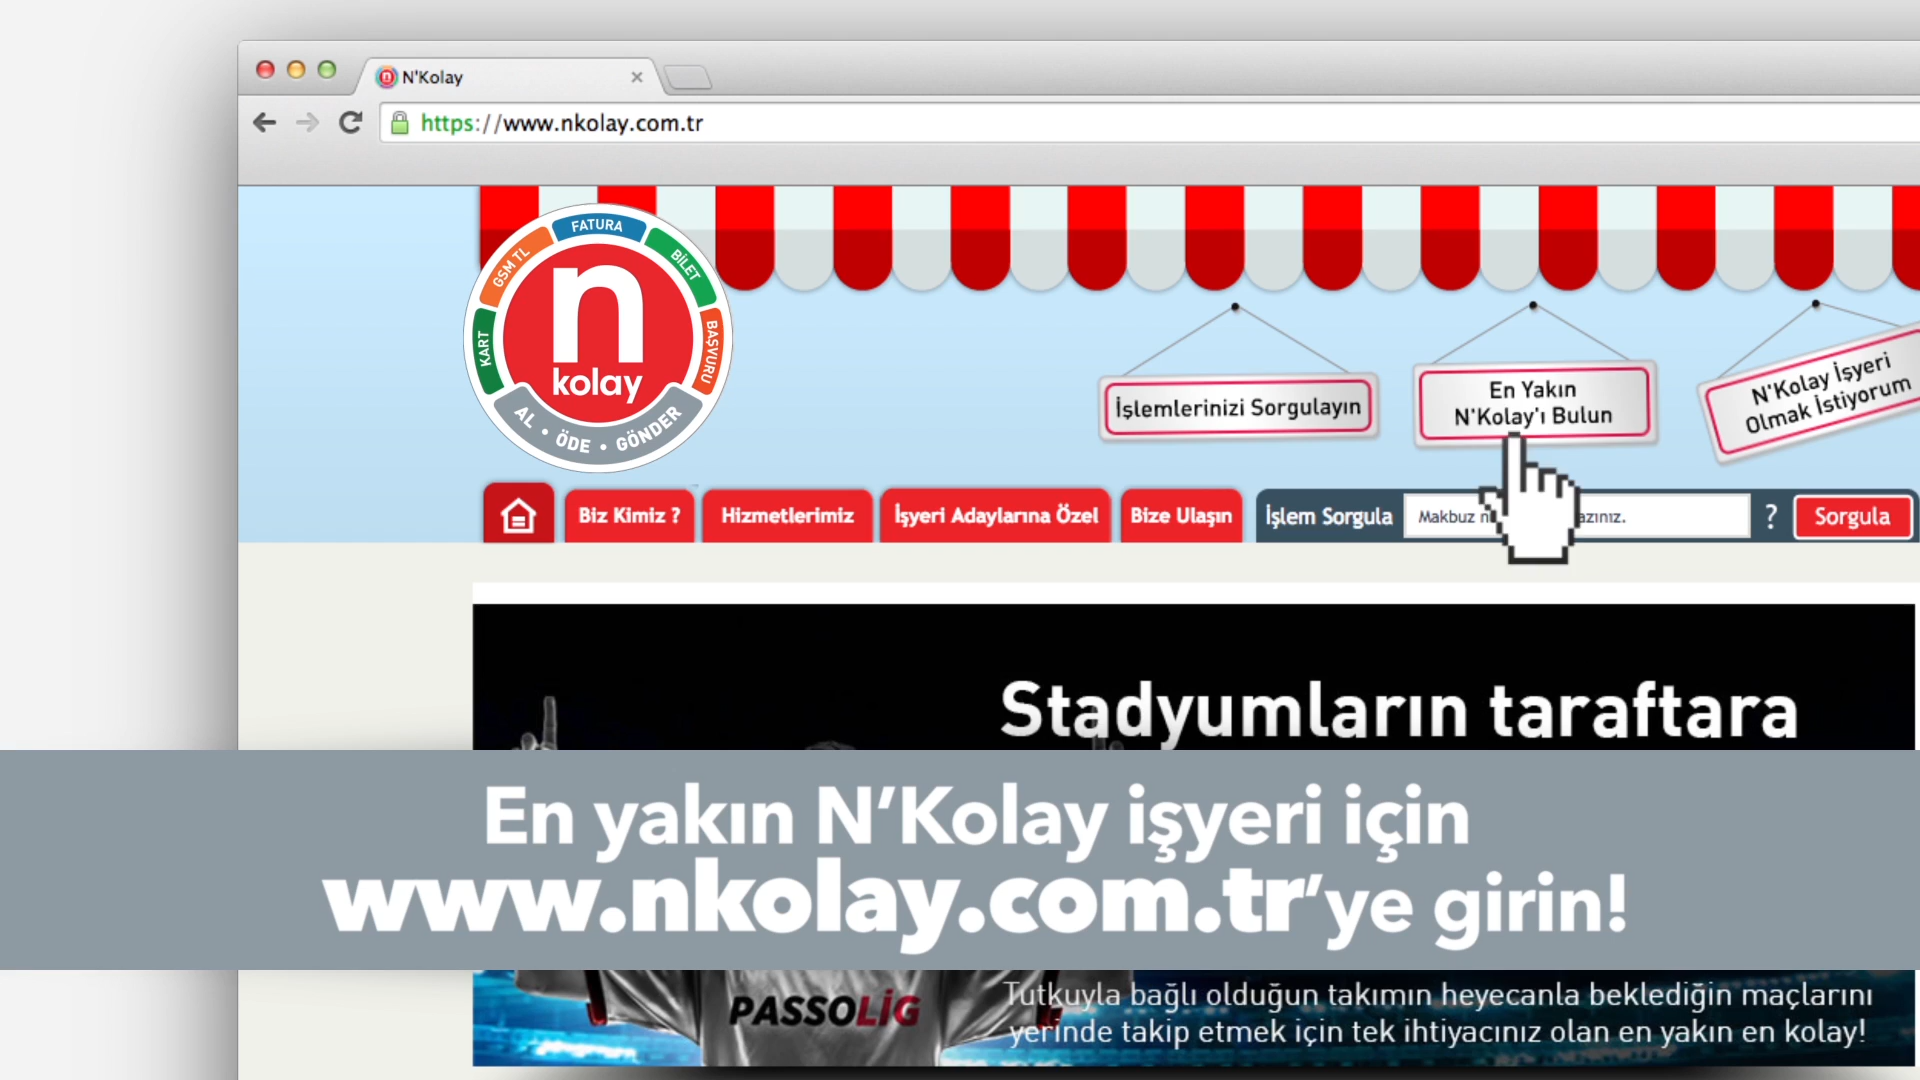 N'Kolay
https://www.nkolay.com.tr
FATURA
GSM TL
BİLET
KART
BAŞVURU
n
kolay
AL • ÖDE • GÖNDER
İşlemlerinizi Sorgulayın
En Yakın
N'Kolay'ı Bulun
N'Kolay İşyeri
Olmak İstiyorum
Biz Kimiz ?
Hizmetlerimiz
İşyeri Adaylarına Özel
Bize Ulaşın
İşlem Sorgula
Makbuz
?
Sorgula
Stadyumların taraftara
En yakın N’Kolay işyeri için
www.nkolay.com.tr’ye girin!
PASSOLİG
Tutkuyla bağlı olduğun takımın heyecanla beklediğin maçlarını
yerinde takip etmek için tek ihtiyacınız olan en yakın en kolay!